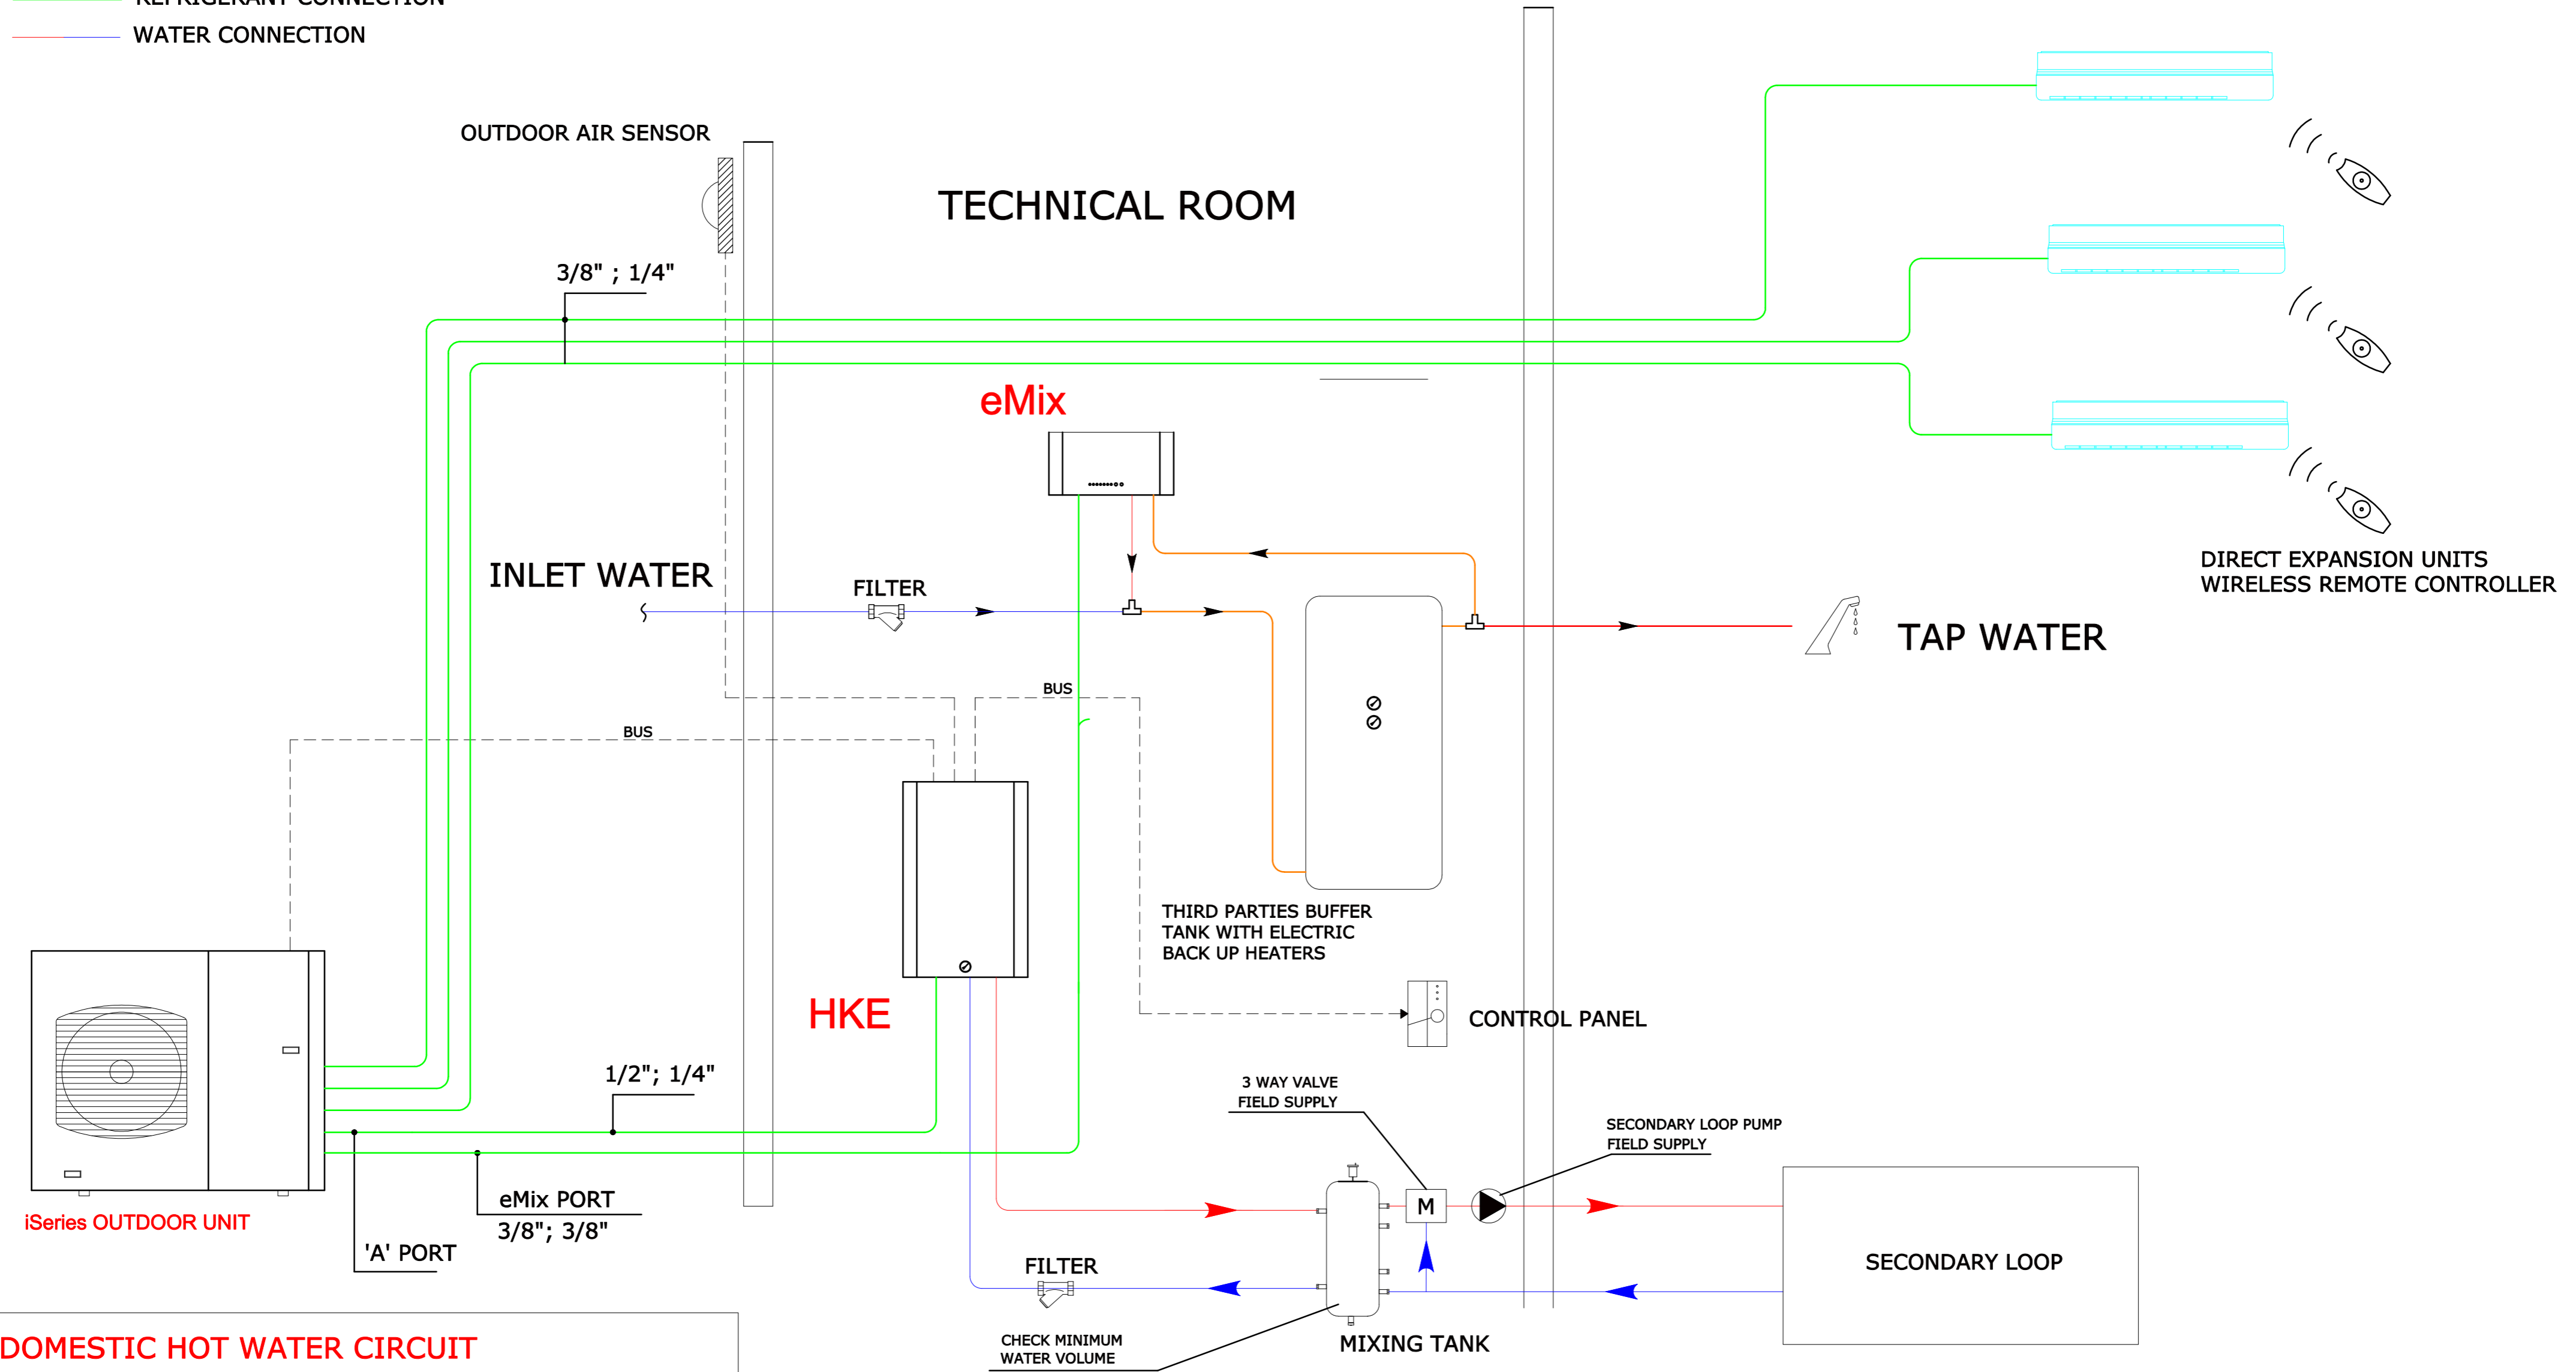 REFRIGERANT CONNECTION
WATER CONNECTION
OUTDOOR AIR SENSOR
TECHNICAL ROOM
3/8" ; 1/4"
eMix
INLET WATER
FILTER
DIRECT EXPANSION UNITS
WIRELESS REMOTE CONTROLLER
TAP WATER
BUS
BUS
THIRD PARTIES BUFFER
TANK WITH ELECTRIC
BACK UP HEATERS
HKE
CONTROL PANEL
1/2"; 1/4"
3 WAY VALVE
FIELD SUPPLY
SECONDARY LOOP PUMP
FIELD SUPPLY
M
eMix PORT
3/8"; 3/8"
iSeries OUTDOOR UNIT
'A' PORT
FILTER
SECONDARY LOOP
CHECK MINIMUM
WATER VOLUME
MIXING TANK
DOMESTIC HOT WATER CIRCUIT